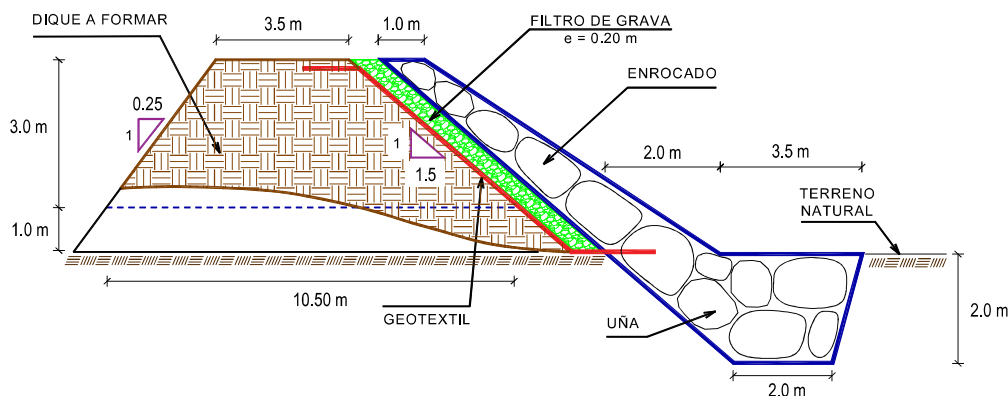 DIQUE A FORMAR
3.5 m
1.0 m
FILTRO DE GRAVA
e = 0.20 m
ENROCADO
0.25
1
3.0 m
1
1.5
2.0 m
3.5 m
TERRENO
NATURAL
1.0 m
10.50 m
GEOTEXTIL
UÑA
2.0 m
2.0 m